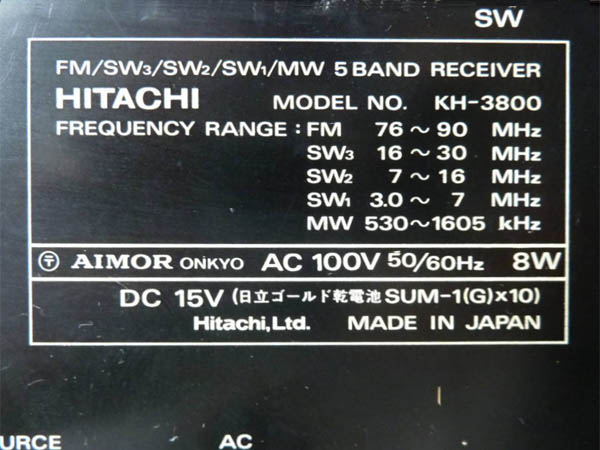 SW
FM/SW₃/SW₂/SW₁/MW 5 BAND RECEIVER
HITACHI MODEL NO. KH-3800
FREQUENCY RANGE : FM 76 ~ 90 MHz
SW₃ 16 ~ 30 MHz
SW₂ 7 ~ 16 MHz
SW₁ 3.0 ~ 7 MHz
MW 530~1605 kHz
〒 AIMOR ONKYO AC 100V 50/60Hz 8W
DC 15V (日立ゴールド乾電池 SUM-1(G)×10)
Hitachi, Ltd. MADE IN JAPAN
URCE AC